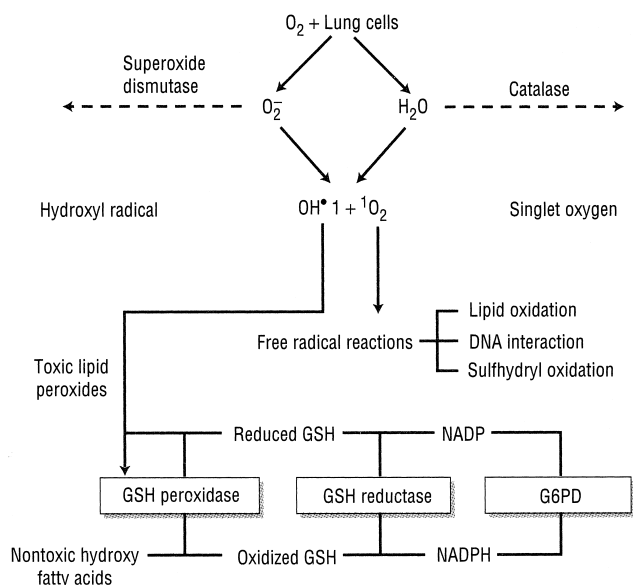 O₂ + Lung cells
Superoxide
dismutase
Catalase
O₂⁻
H₂O
Hydroxyl radical
OH• 1 + ¹O₂
Singlet oxygen
Lipid oxidation
Free radical reactions
DNA interaction
Sulfhydryl oxidation
Toxic lipid
peroxides
Reduced GSH
NADP
GSH peroxidase
GSH reductase
G6PD
Nontoxic hydroxy
fatty acids
Oxidized GSH
NADPH